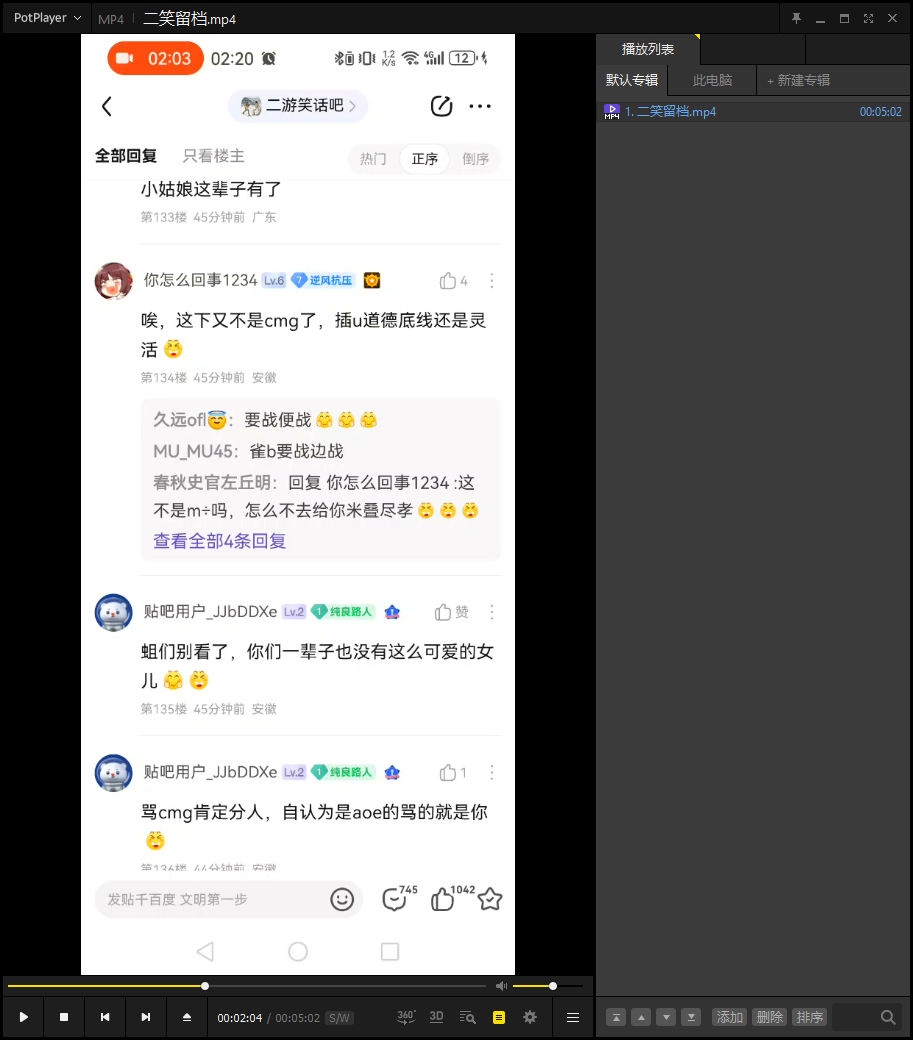 PotPlayer MP4 二笑留档.mp4
02:03 02:20 1.2 K/s 4G 12
二游笑话吧
全部回复 只看楼主 热门 正序 倒序
小姑娘这辈子有了
第133楼 45分钟前 广东
你怎么回事1234 Lv.6 7 逆风抗压 4
唉，这下又不是cmg了，插u道德底线还是灵
活
第134楼 45分钟前 安徽
久远ofl：要战便战
MU_MU45：雀b要战边战
春秋史官左丘明：回复 你怎么回事1234 :这
不是m÷吗，怎么不去给你米叠尽孝
查看全部4条回复
贴吧用户_JJbDDXe Lv.2 1 纯良路人 赞
蛆们别看了，你们一辈子也没有这么可爱的女
儿
第135楼 45分钟前 安徽
贴吧用户_JJbDDXe Lv.2 1 纯良路人 1
骂cmg肯定分人，自认为是aoe的骂的就是你
第136楼 44分钟前 安徽
发贴千百度 文明第一步 745 1042
00:02:04 / 00:05:02 S/W 360° 3D
播放列表
默认专辑 此电脑 + 新建专辑
MP4 1. 二笑留档.mp4 00:05:02
添加 删除 排序